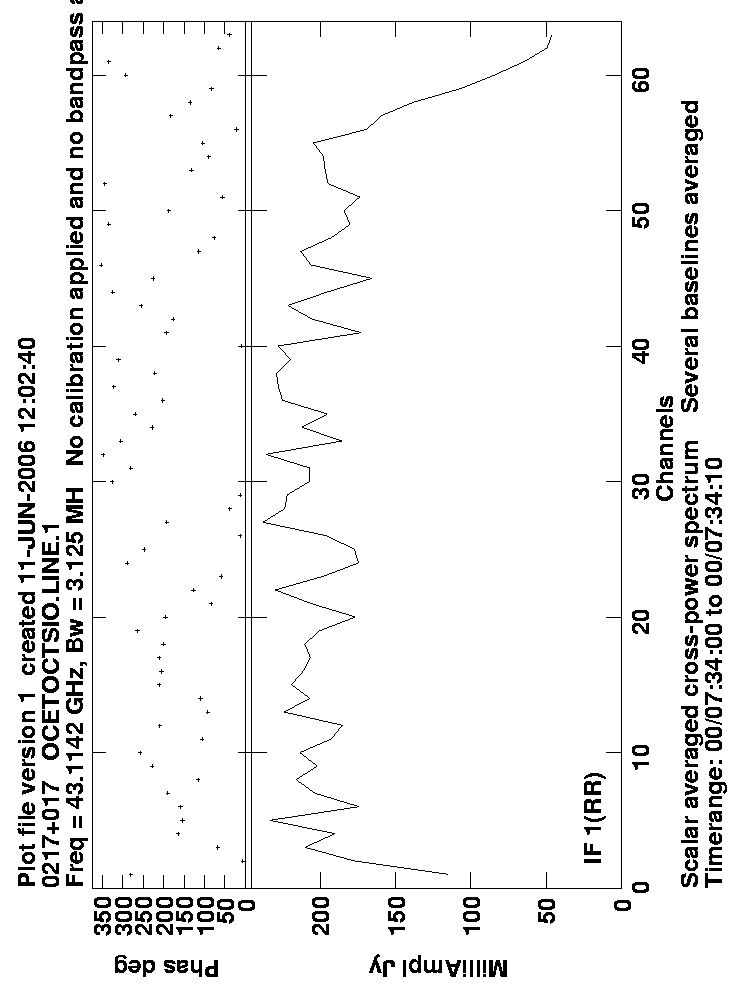 Plot file version 1 created 11-JUN-2006 12:02:40
0217+017 OCETOCTSIO.LINE.1
Freq = 43.1142 GHz, Bw = 3.125 MH No calibration applied and no bandpass a
350
300
250
200
150
100
50
0
Phas deg
200
150
100
50
0
MilliAmpl Jy
IF 1(RR)
0 10 20 30 40 50 60
Channels
Scalar averaged cross-power spectrum Several baselines averaged
Timerange: 00/07:34:00 to 00/07:34:10